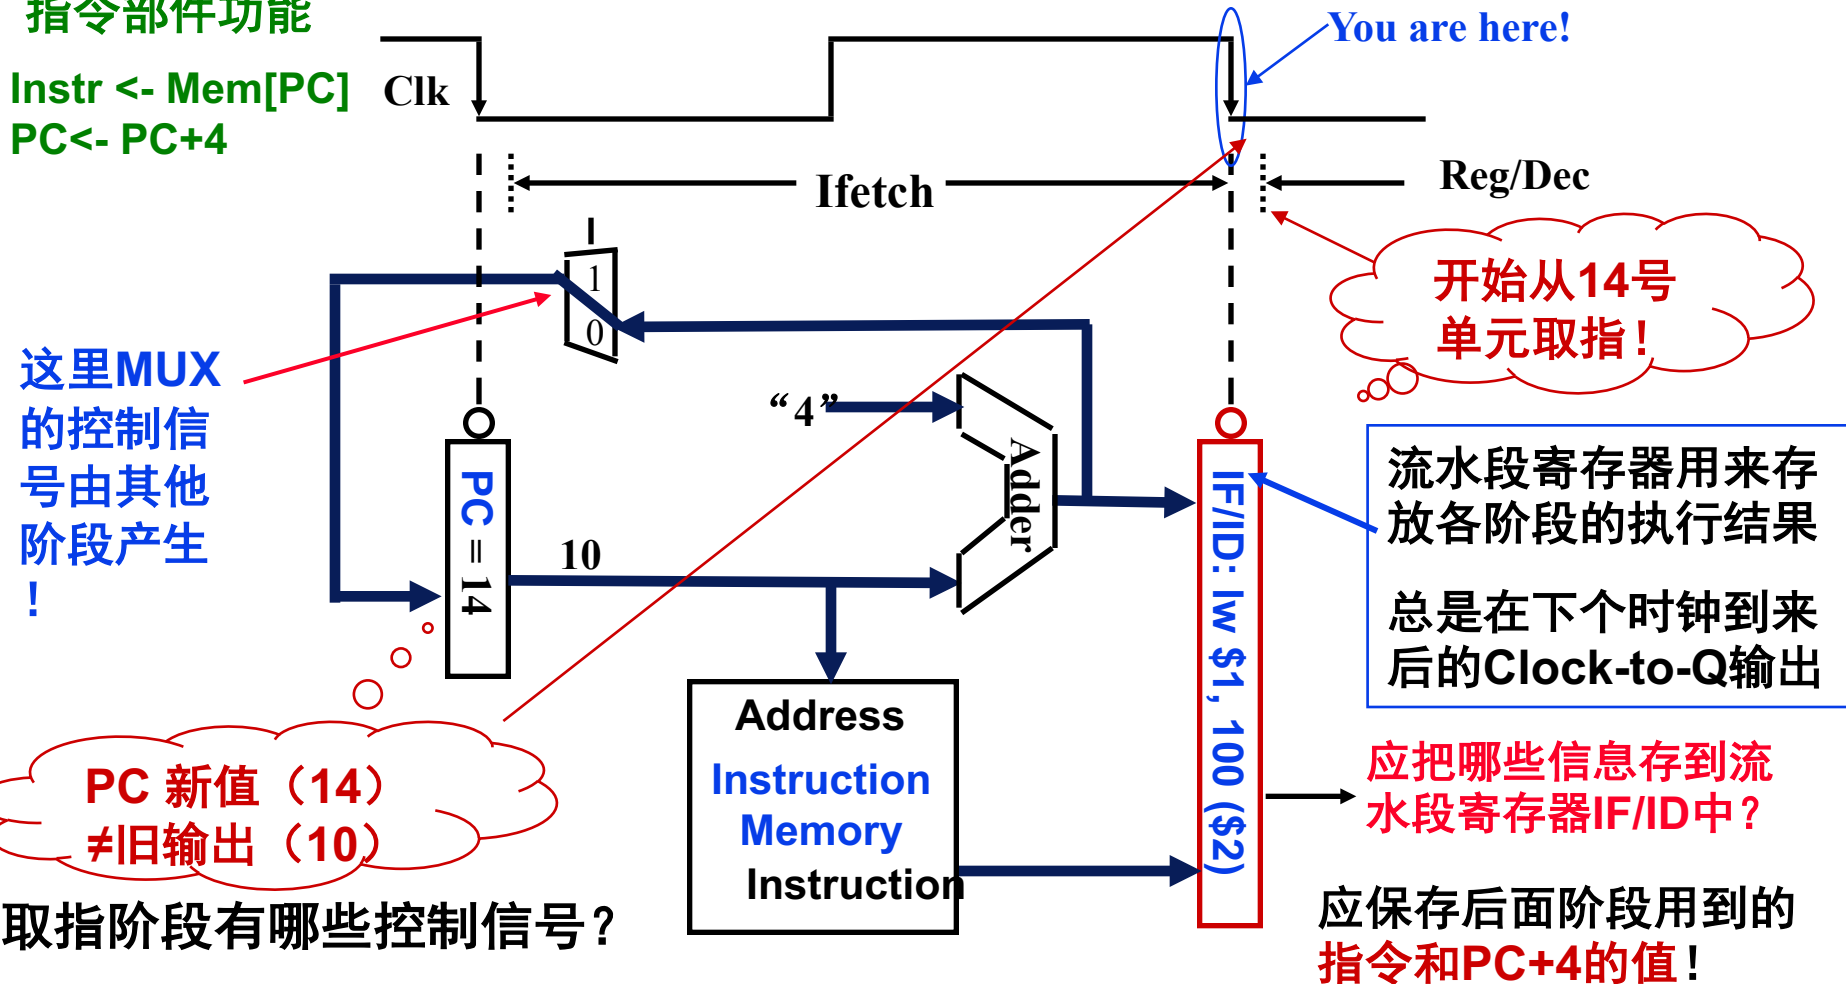 指令部件功能
Instr <- Mem[PC]
PC<- PC+4
Clk
You are here!
Ifetch
Reg/Dec
开始从14号
单元取指！
1
0
这里MUX
的控制信
号由其他
阶段产生
！
“4”
Adder
PC = 14
10
IF/ID: lw $1, 100 ($2)
流水段寄存器用来存
放各阶段的执行结果
总是在下个时钟到来
后的Clock-to-Q输出
Address
Instruction
Memory
Instruction
PC 新值（14）
≠旧输出（10）
应把哪些信息存到流
水段寄存器IF/ID中？
取指阶段有哪些控制信号？
应保存后面阶段用到的
指令和PC+4的值！